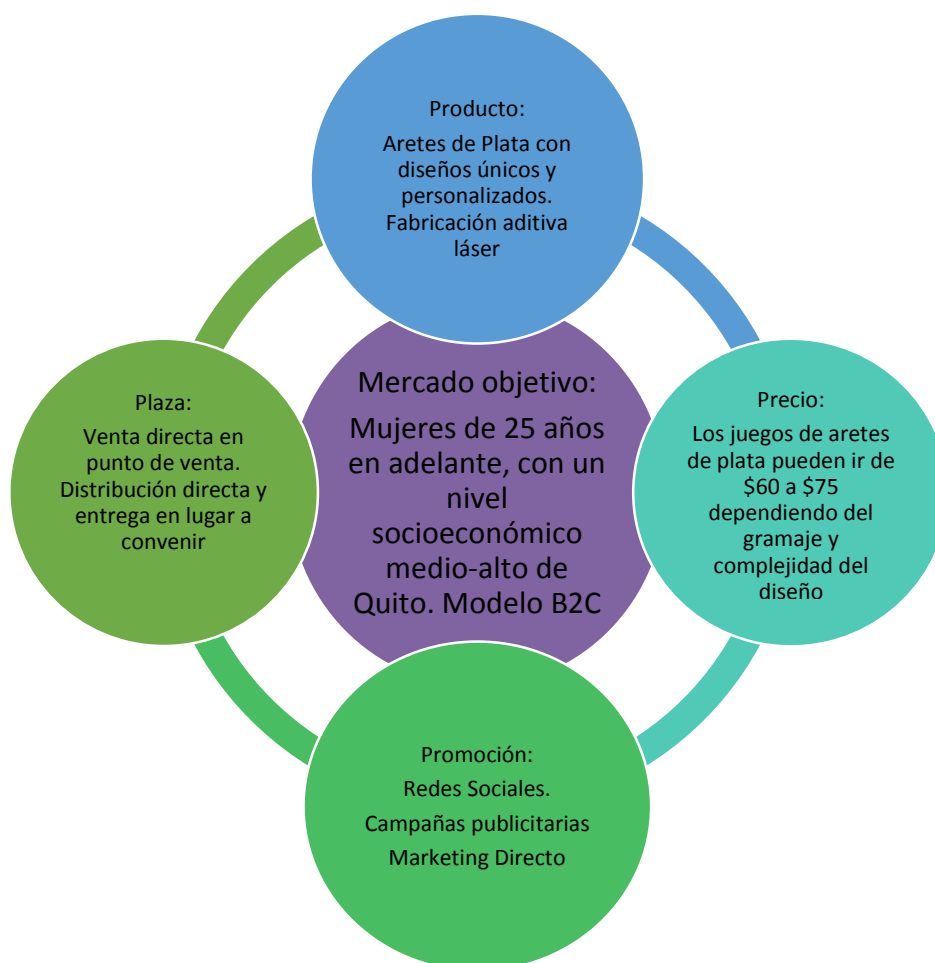 Producto:
Aretes de Plata con
diseños únicos y
personalizados.
Fabricación aditiva
láser
Plaza:
Venta directa en
punto de venta.
Distribución directa y
entrega en lugar a
convenir
Mercado objetivo:
Mujeres de 25 años
en adelante, con un
nivel
socioeconómico
medio-alto de
Quito. Modelo B2C
Precio:
Los juegos de aretes
de plata pueden ir de
$60 a $75
dependiendo del
gramaje y
complejidad del
diseño
Promoción:
Redes Sociales.
Campañas publicitarias
Marketing Directo